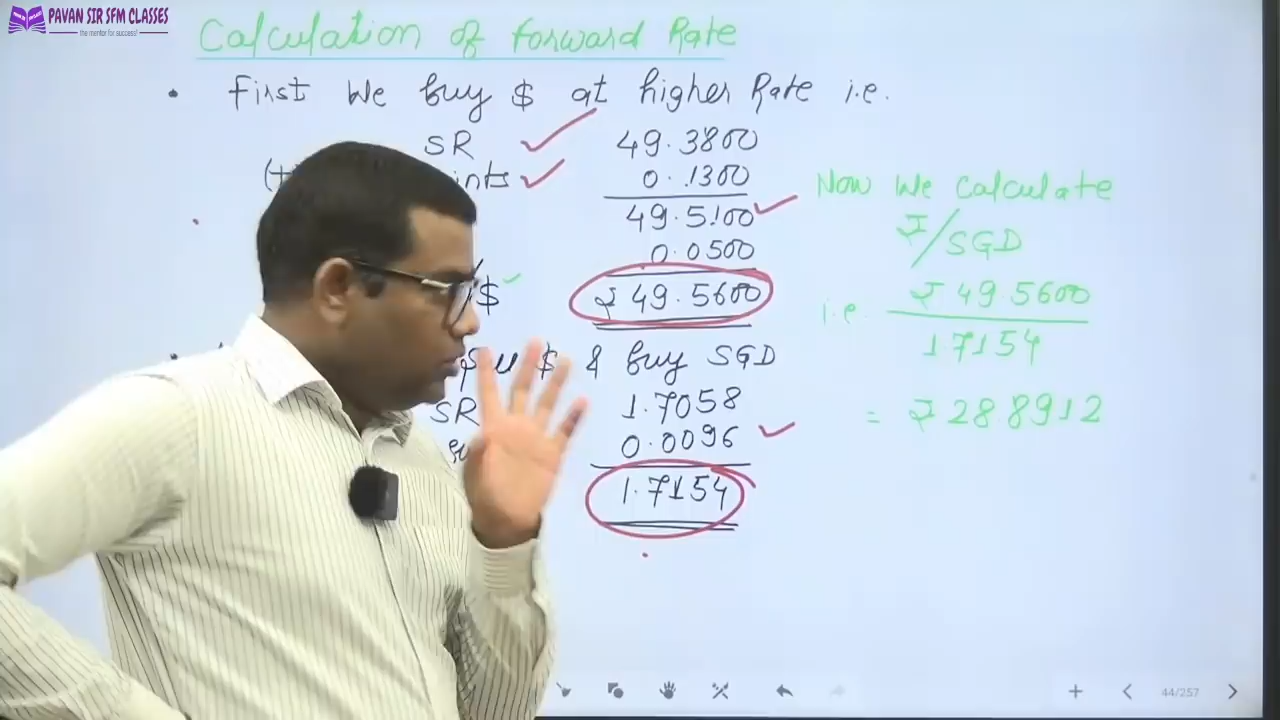 PAVAN SIR SFM CLASSES
the mentor for success!
Calculation of Forward Rate
• First We buy $ at higher Rate i.e.
SR 49.3800
0.1300
49.5100
0.0500
$ ₹ 49.5600
$ & buy SGD
SR 1.7058
0.0096
1.7154
Now We Calculate
₹/SGD
i.e. ₹ 49.5600
1.7154
= ₹ 28.8912
44/257